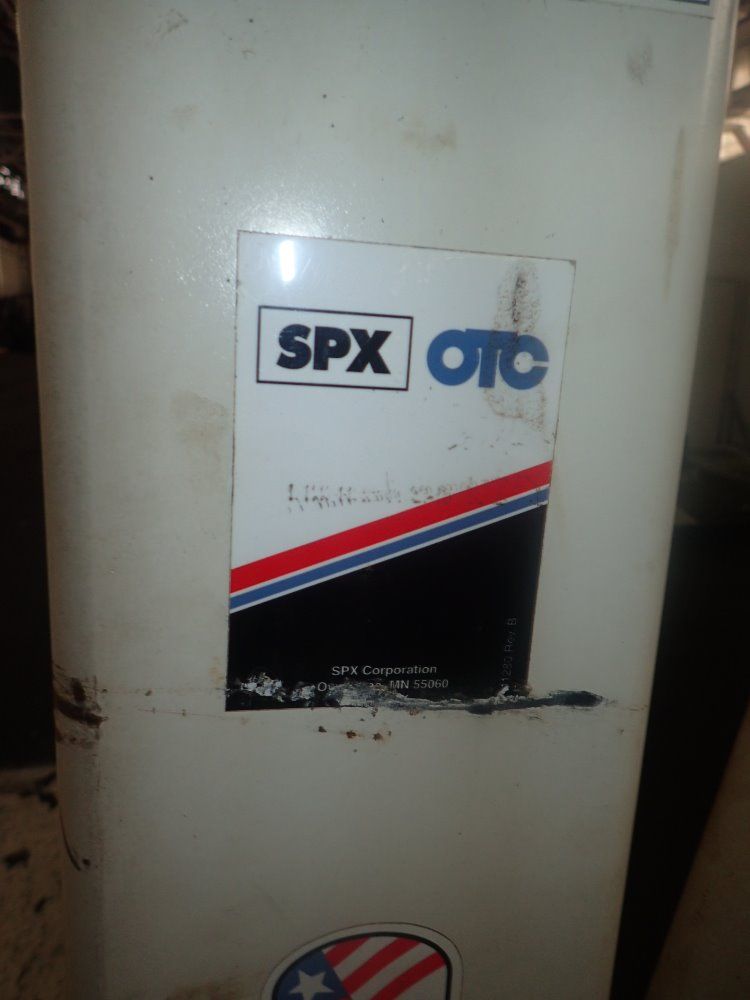 SPX OTC
SPX Corporation
MN 55060
Rev. B